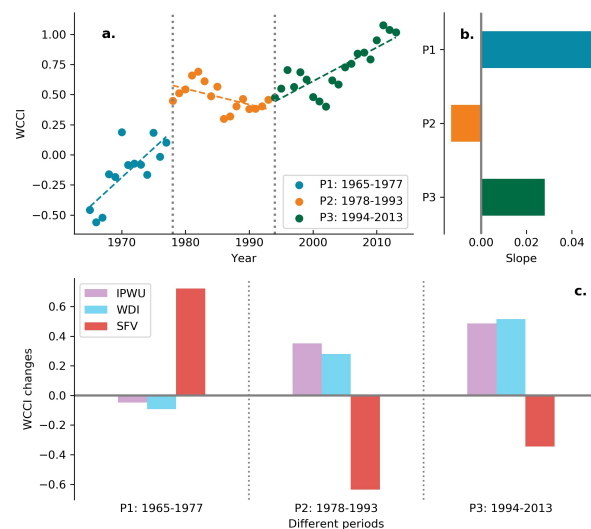 a.
1.00
0.75
0.50
0.25
0.00
−0.25
−0.50
WCCI
P1: 1965-1977
P2: 1978-1993
P3: 1994-2013
1970 1980 1990 2000 2010
Year
b.
P1
P2
P3
0.00 0.02 0.04
Slope
c.
IPWU
WDI
SFV
0.6
0.4
0.2
0.0
−0.2
−0.4
−0.6
WCCI changes
P1: 1965-1977 P2: 1978-1993 P3: 1994-2013
Different periods